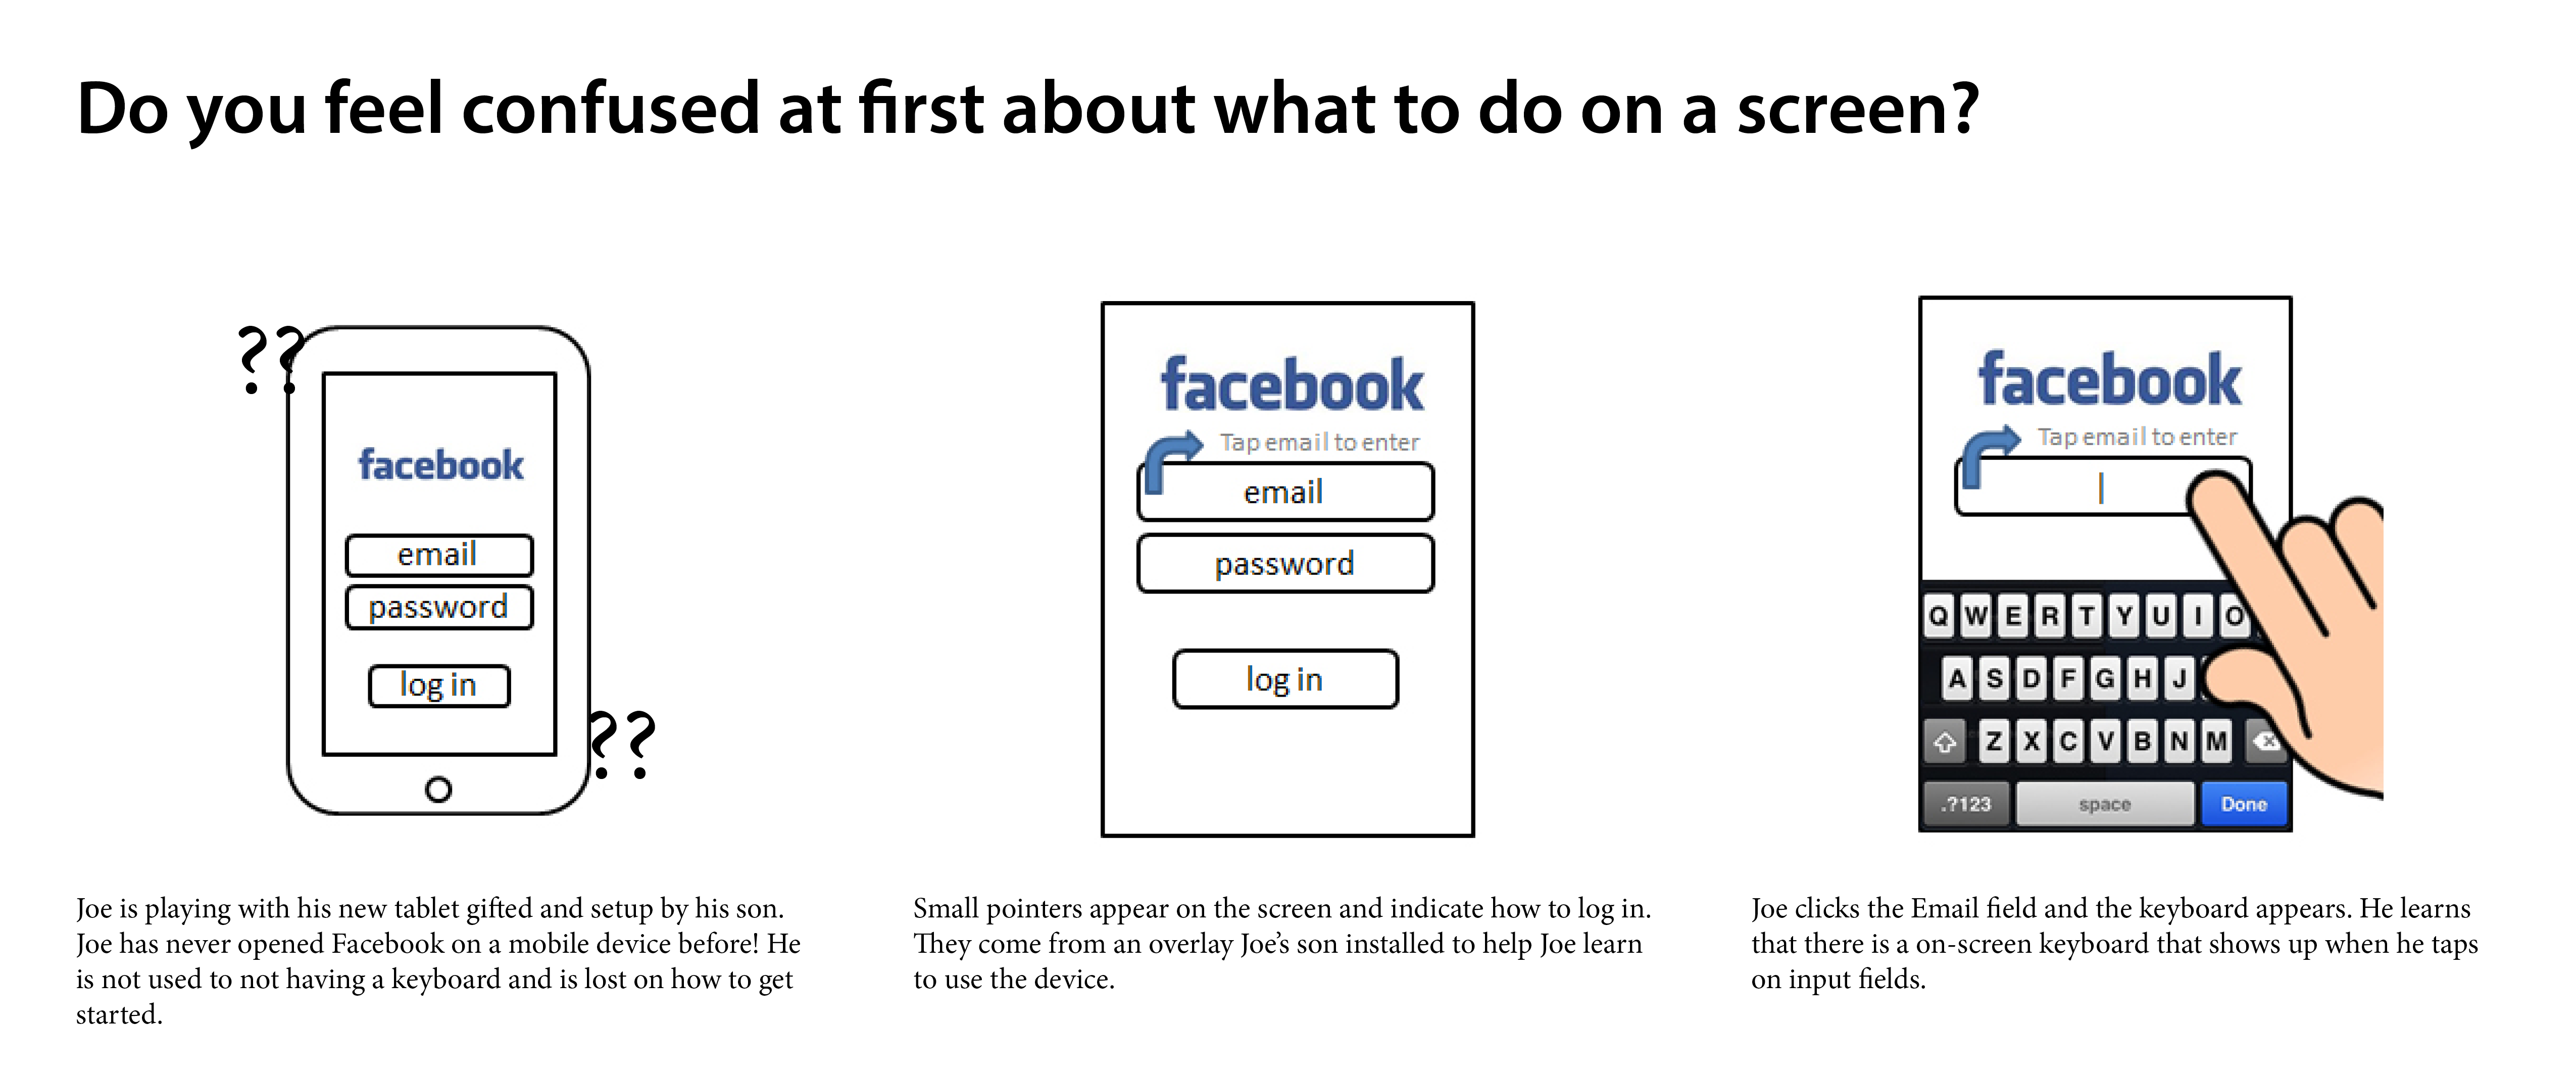 Do you feel confused at first about what to do on a screen?
??
facebook
email
password
log in
??
Joe is playing with his new tablet gifted and setup by his son.
Joe has never opened Facebook on a mobile device before! He
is not used to not having a keyboard and is lost on how to get
started.
facebook
Tap email to enter
email
password
log in
Small pointers appear on the screen and indicate how to log in.
They come from an overlay Joe’s son installed to help Joe learn
to use the device.
facebook
Tap email to enter
Q W E R T Y U I O
A S D F G H J
Z X C V B N M
.?123 space Done
Joe clicks the Email field and the keyboard appears. He learns
that there is a on-screen keyboard that shows up when he taps
on input fields.